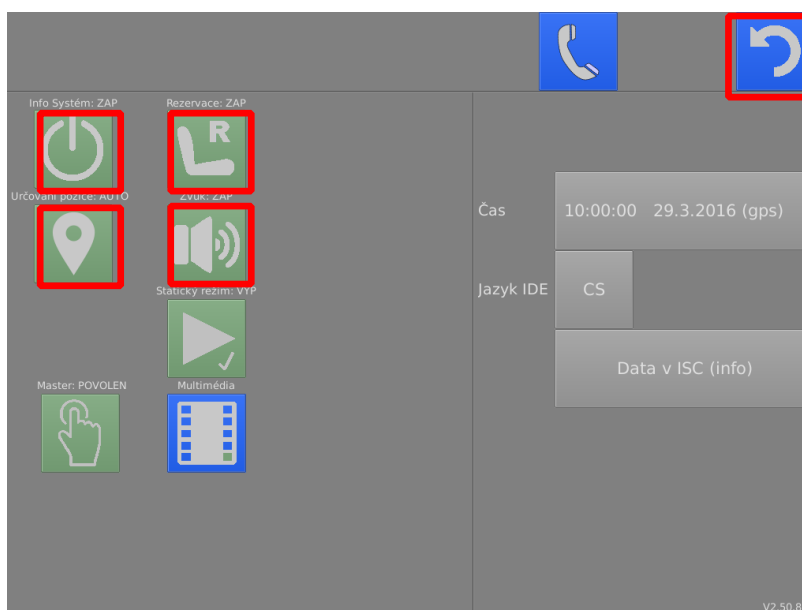 Info Systém: ZAP
Rezervace: ZAP
R
Určování pozice: AUTO
Zvuk: ZAP
Statický režim: VYP
Master: POVOLEN
Multimédia
Čas
10:00:00 29.3.2016 (gps)
Jazyk IDE
CS
Data v ISC (info)
V2.50.8